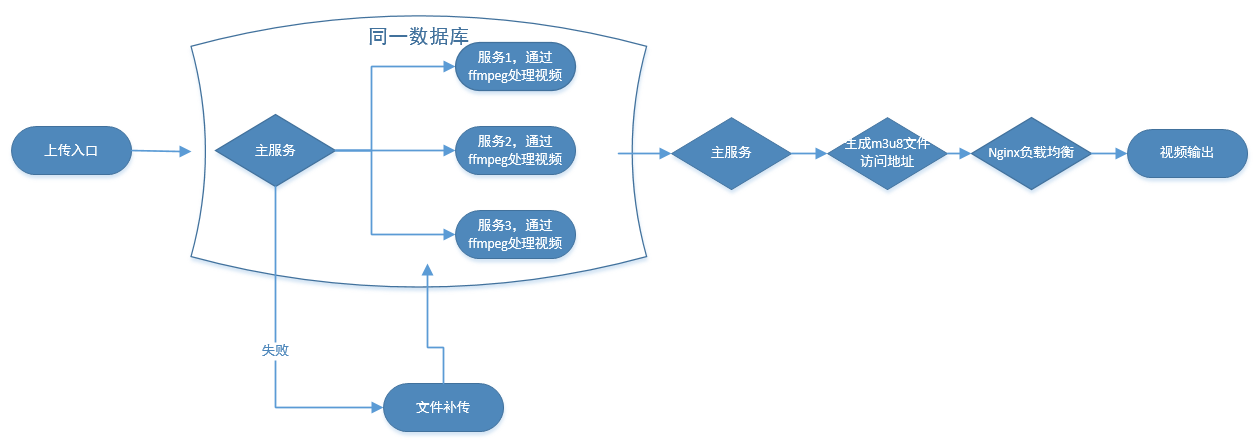 同一数据库
上传入口
主服务
服务1，通过
ffmpeg处理视频
服务2，通过
ffmpeg处理视频
服务3，通过
ffmpeg处理视频
主服务
主成m3u8文件
访问地址
Nginx负载均衡
视频输出
失败
文件补传